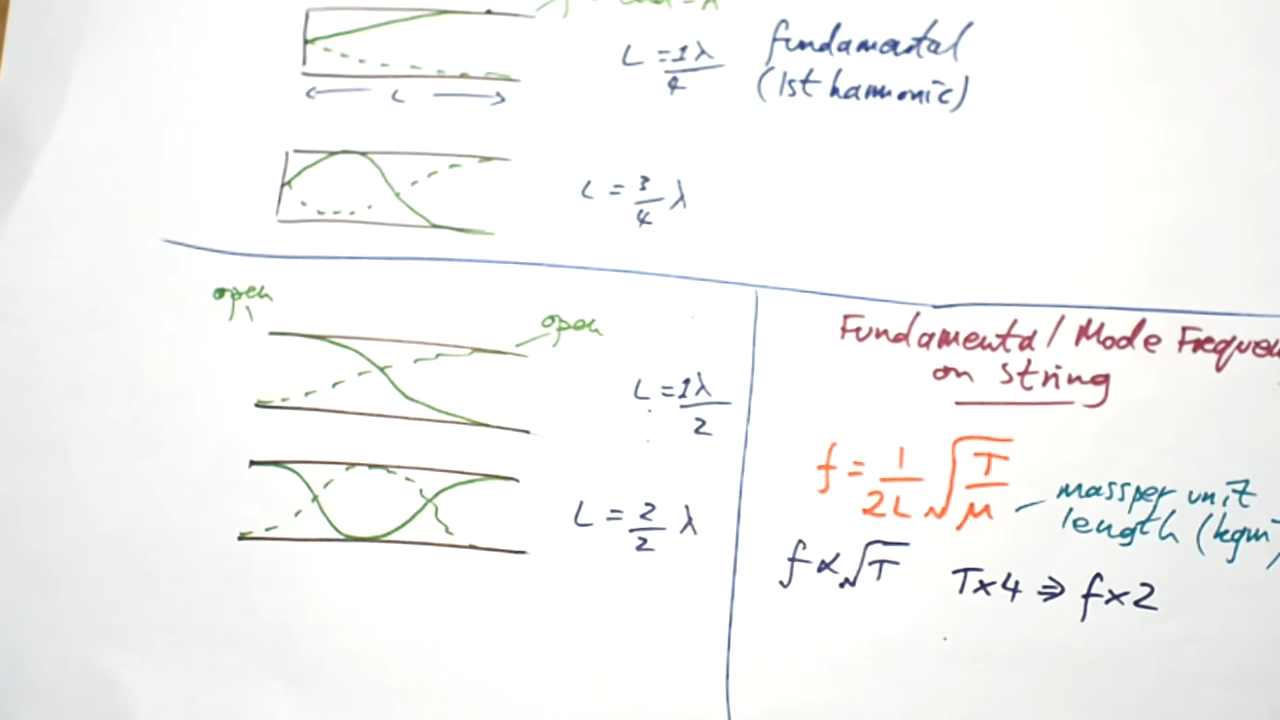 L = 1λ/4
fundamental
(1st harmonic)
L
L = 3/4 λ
open
open
L = 1λ/2
L = 2/2 λ
Fundamental Mode Freque
on string
f = 1/2L √T/μ
mass per unit
length (kgm
f ∝ √T
T×4 ⇒ f×2